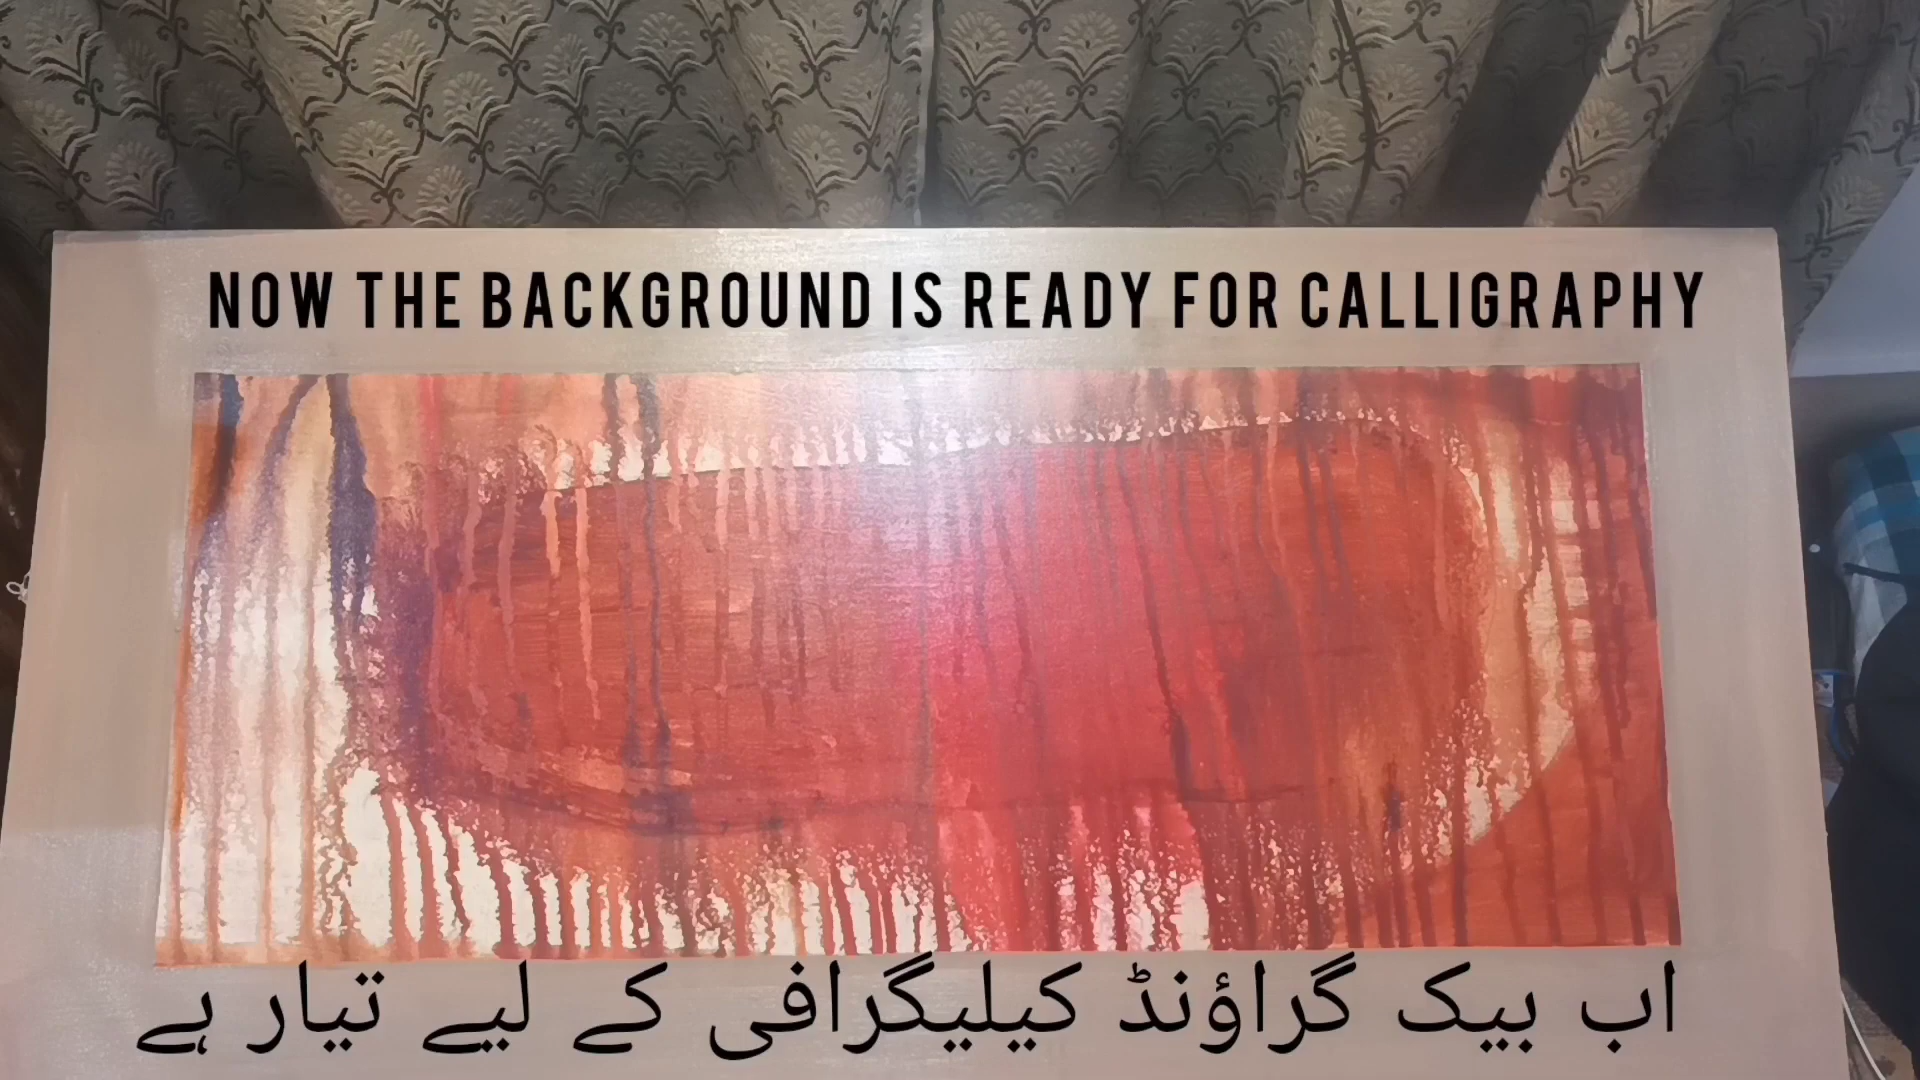 NOW THE BACKGROUND IS READY FOR CALLIGRAPHY
اب بیک گراؤنڈ کیلیگرافی کے لیے تیار ہے